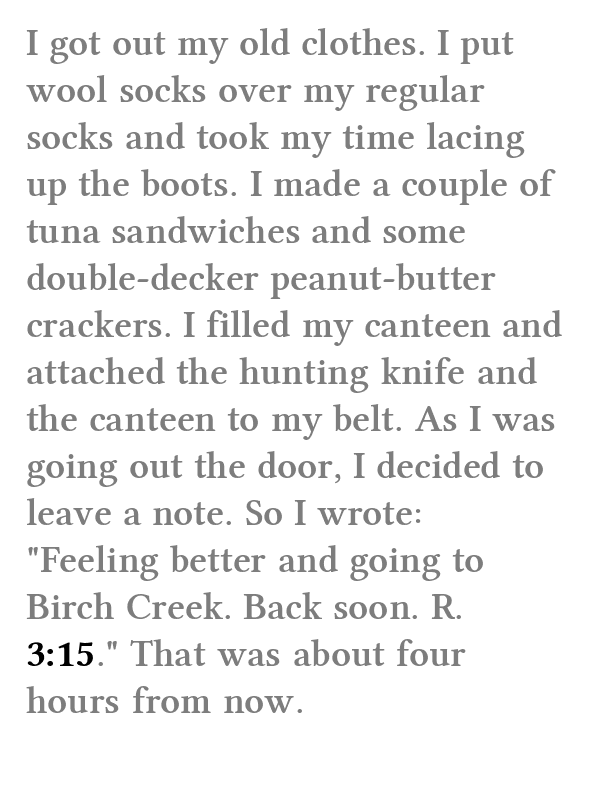 I got out my old clothes. I put
wool socks over my regular
socks and took my time lacing
up the boots. I made a couple of
tuna sandwiches and some
double-decker peanut-butter
crackers. I filled my canteen and
attached the hunting knife and
the canteen to my belt. As I was
going out the door, I decided to
leave a note. So I wrote:
"Feeling better and going to
Birch Creek. Back soon. R.
3:15." That was about four
hours from now.